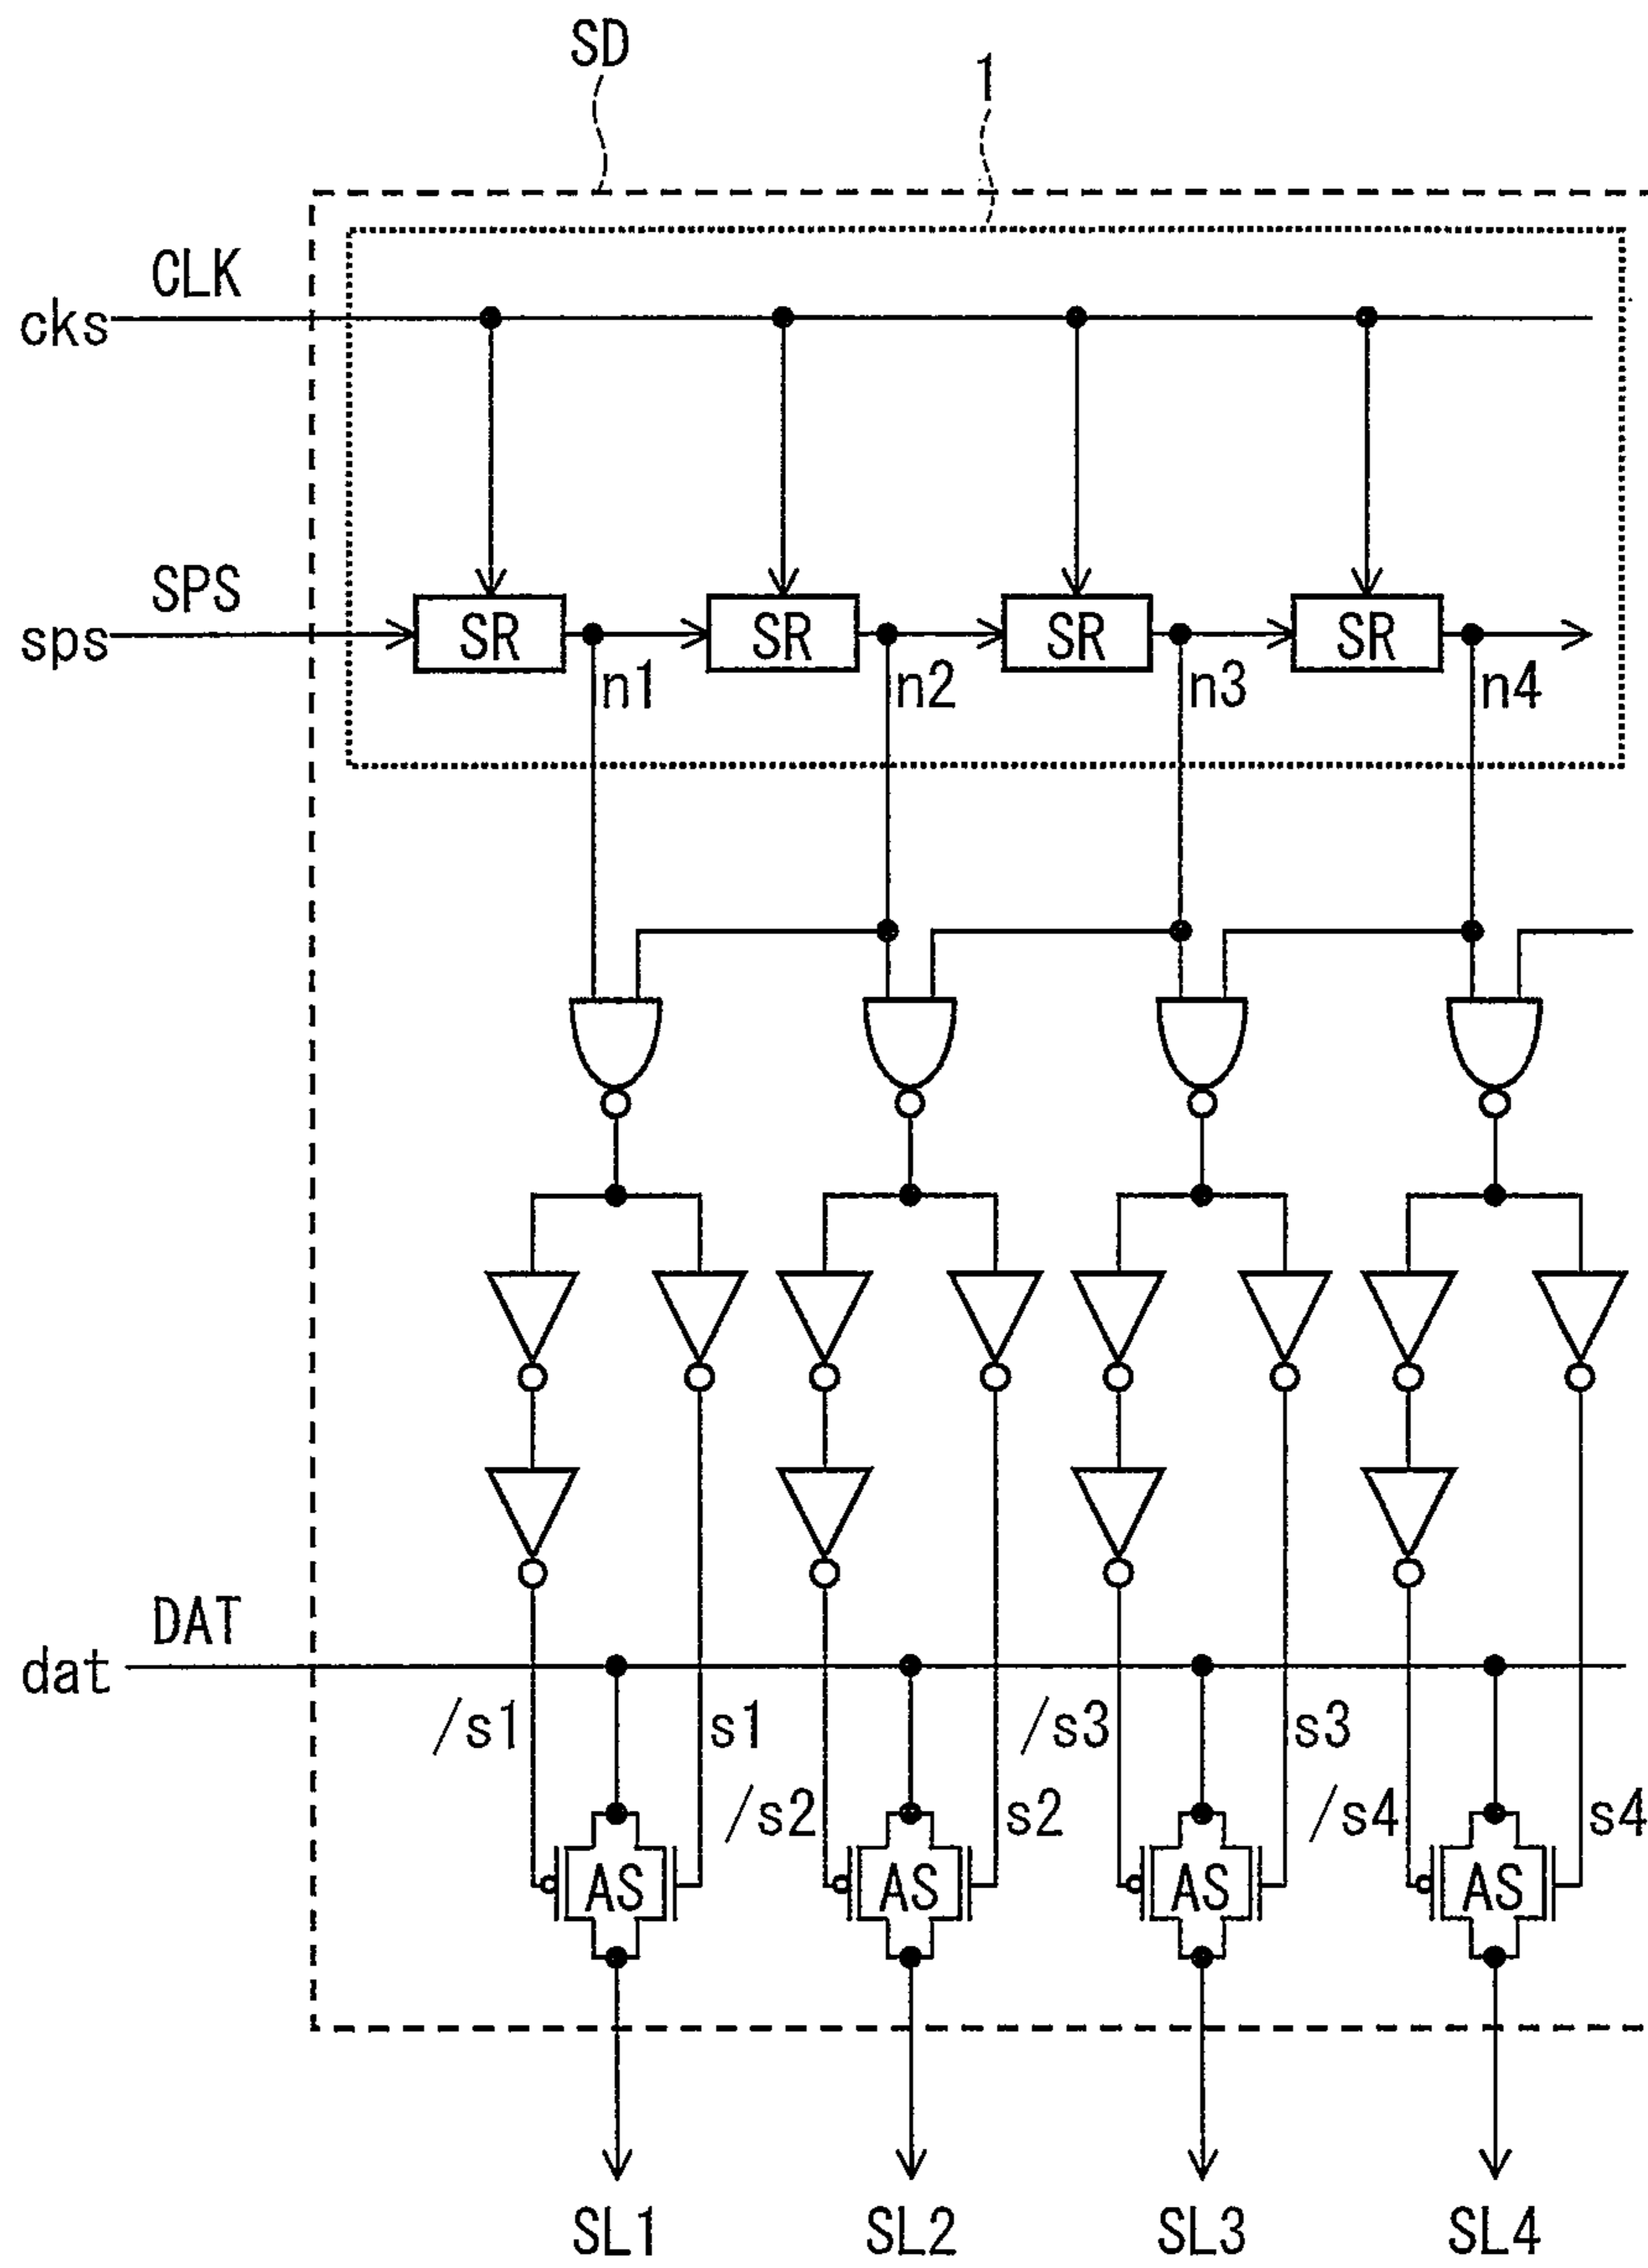 SD
1
CLK
cks
SPS
sps
SR SR SR SR
n1 n2 n3 n4
DAT
dat
/s1 s1 /s3 s3
/s2 s2 /s4 s4
AS AS AS AS
SL1 SL2 SL3 SL4